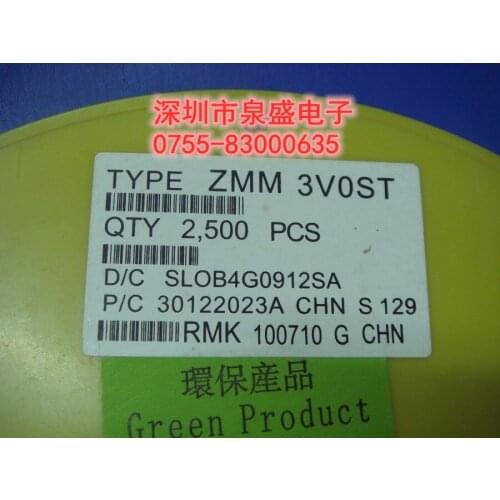 深圳市泉盛电子
0755-83000635
TYPE ZMM 3V0ST
QTY 2,500 PCS
D/C SLOB4G0912SA
P/C 30122023A CHN S 129
RMK 100710 G CHN
環保産品
Green Product